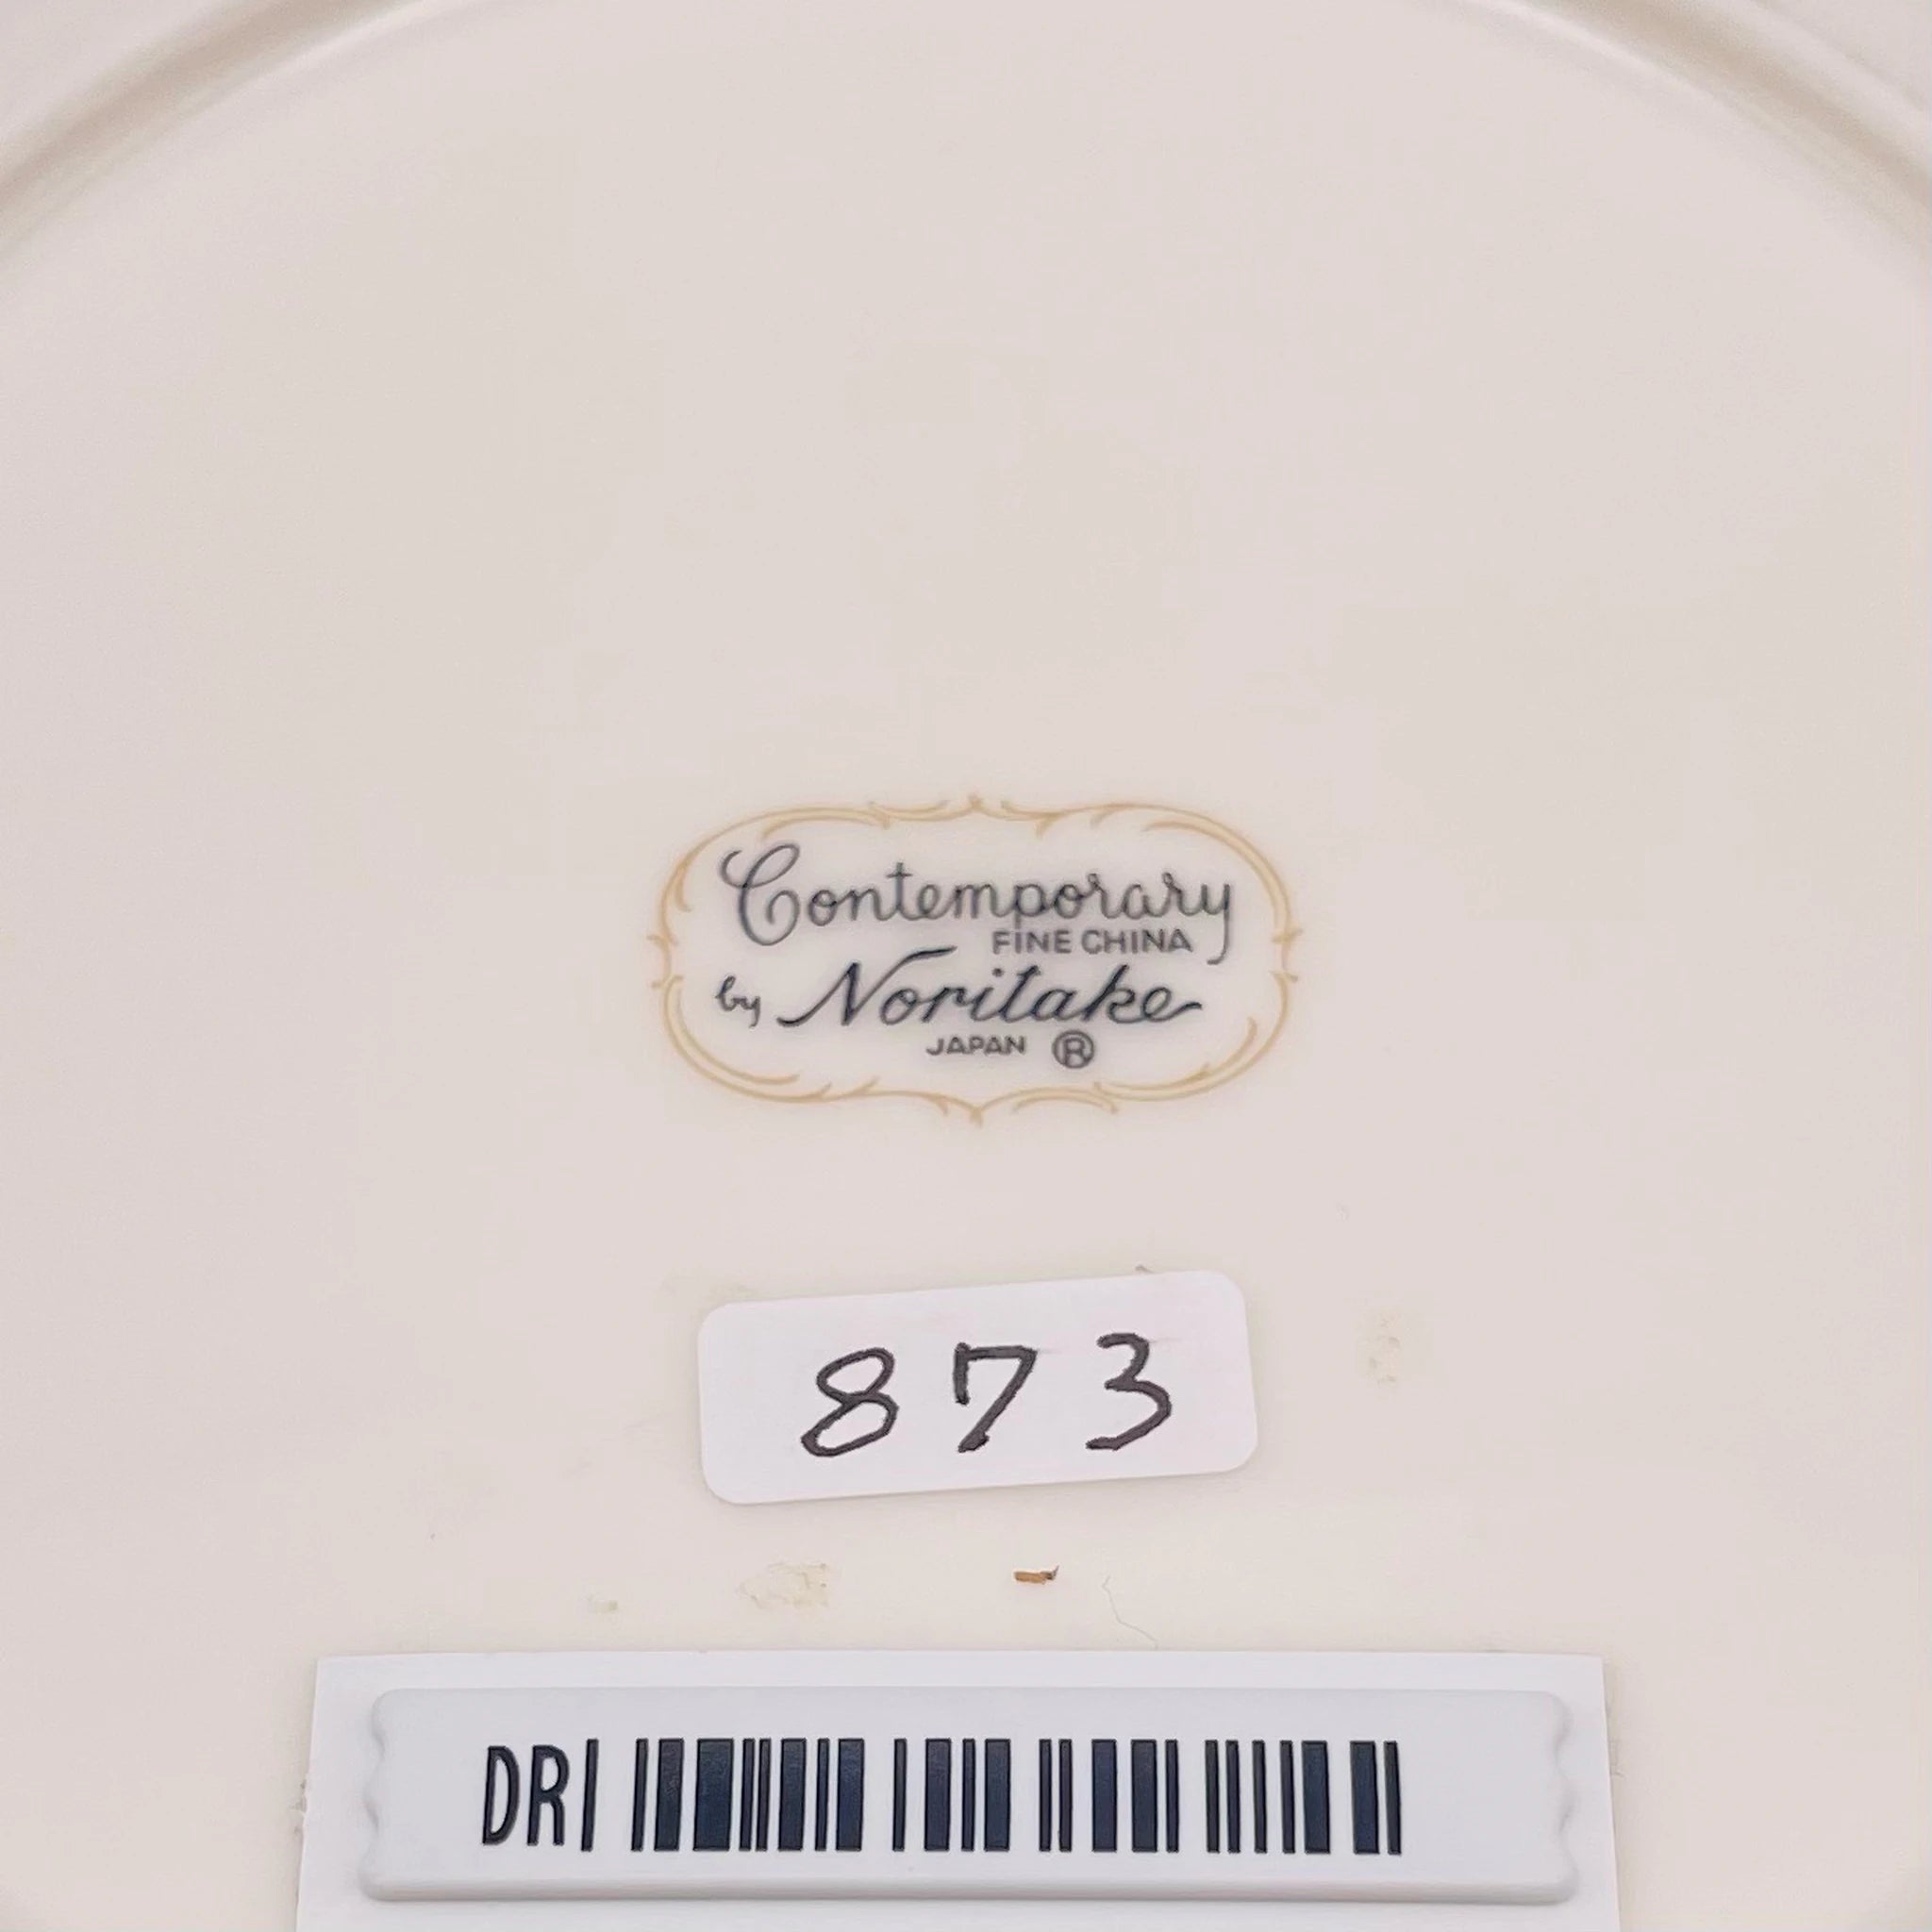 Contemporary
FINE CHINA
by Noritake
JAPAN ®
873
DRI